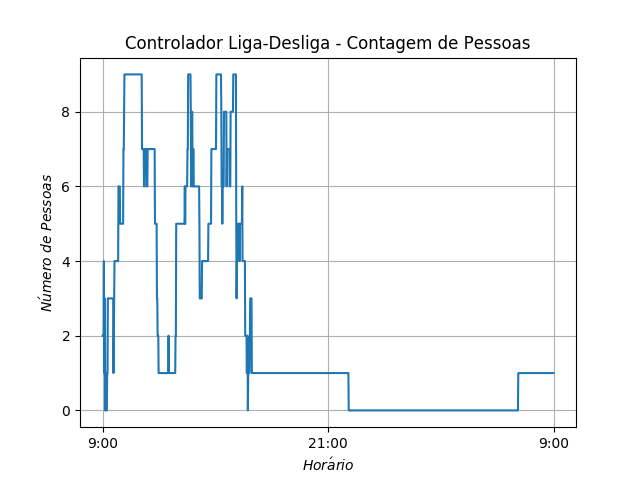 Controlador Liga-Desliga - Contagem de Pessoas
8
6
4
2
0
Número de Pessoas
9:00 21:00 9:00
Horário